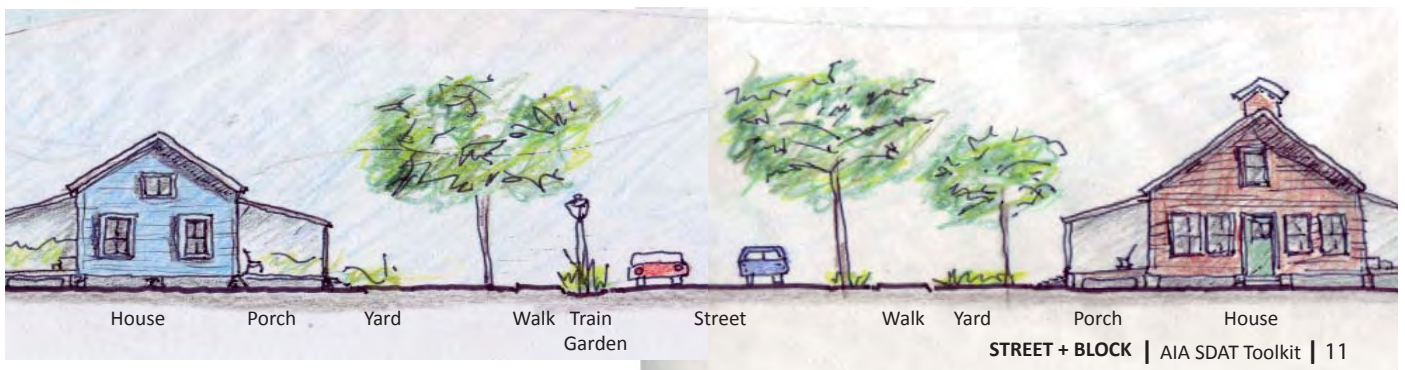 House Porch Yard Walk Train Street Walk Yard Porch House
Garden
STREET + BLOCK | AIA SDAT Toolkit | 11